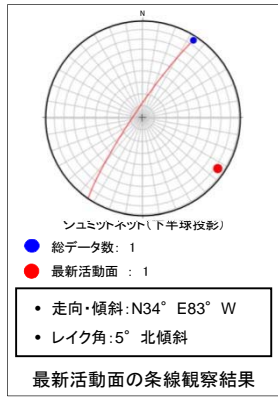 N
シュミットネット(下半球投影)
総データ数: 1
最新活動面 : 1
• 走向・傾斜:N34° E83° W
• レイク角:5° 北傾斜
最新活動面の条線観察結果